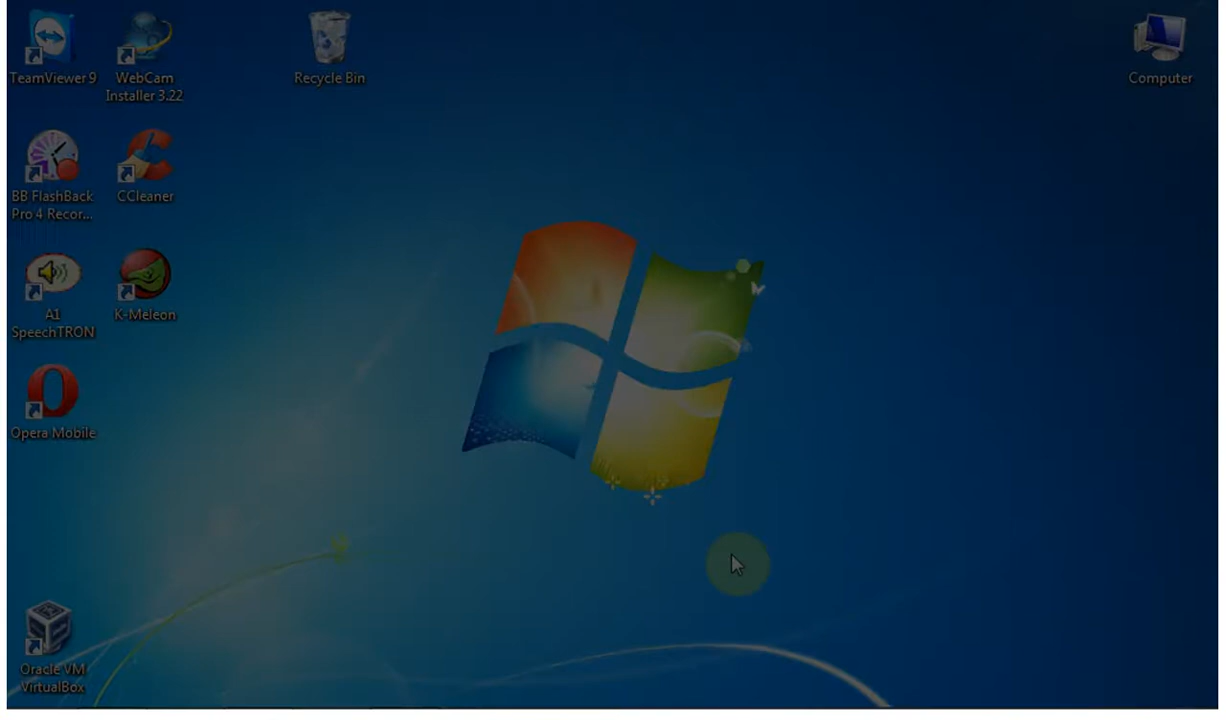 TeamViewer 9
WebCam
Installer 3.22
Recycle Bin
Computer
BB FlashBack
Pro 4 Recor...
CCleaner
A1
SpeechTRON
K-Meleon
Opera Mobile
Oracle VM
VirtualBox